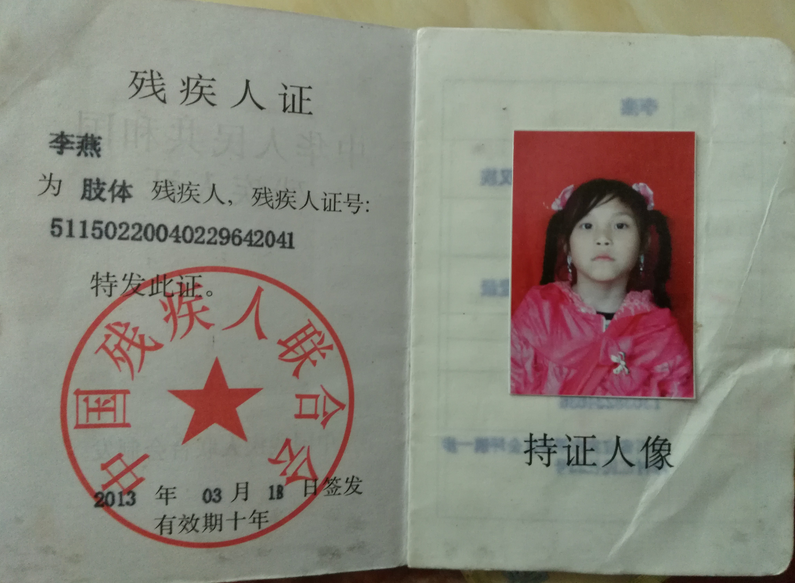 残疾人证
李燕
为 肢体 残疾人，残疾人证号：
51150220040229642041
特发此证。
中国残疾人联合会
2013 年 03 月 18 日签发
有效期十年
持证人像